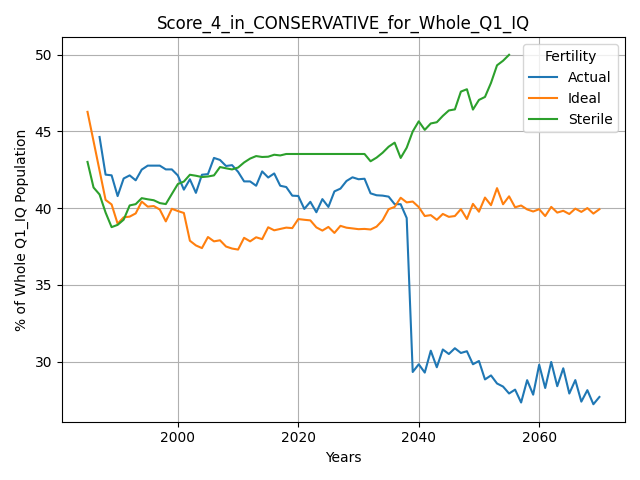 Score_4_in_CONSERVATIVE_for_Whole_Q1_IQ
Fertility
Actual
Ideal
Sterile
% of Whole Q1_IQ Population
50
45
40
35
30
2000
2020
2040
2060
Years